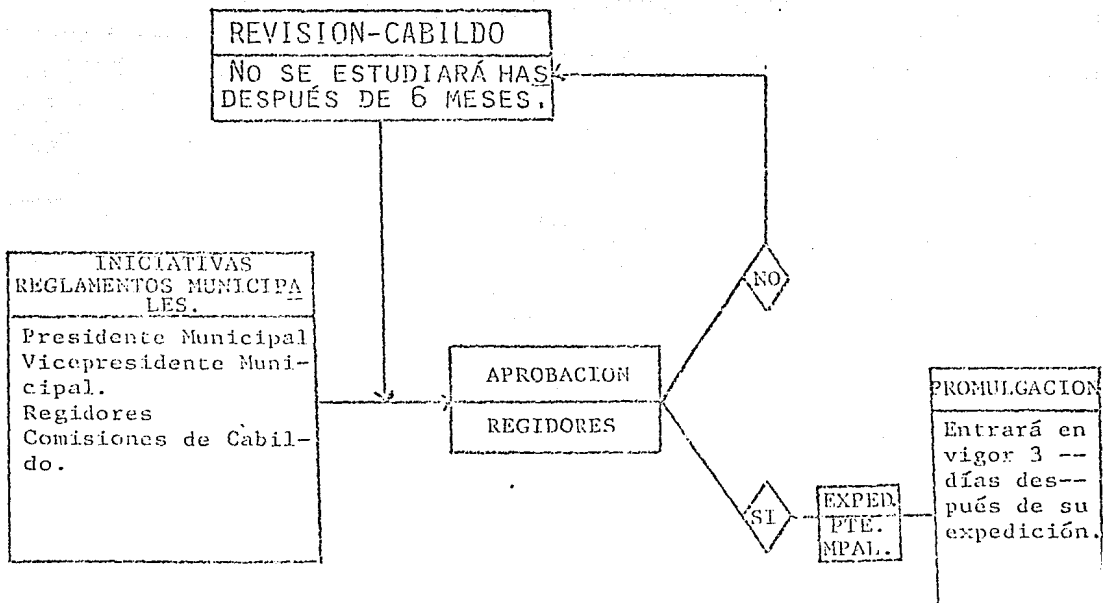 REVISION-CABILDO
NO SE ESTUDIARÁ HAS
DESPUÉS DE 6 MESES.
INICIATIVAS
REGLAMENTOS MUNICIPA
LES.
Presidente Municipal
Vicepresidente Muni-
cipal.
Regidores
Comisiones de Cabil-
do.
APROBACION
REGIDORES
NO
SI
EXPED.
PTE.
MPAL.
PROMULGACION
Entrará en
vigor 3 --
días des--
pués de su
expedición.